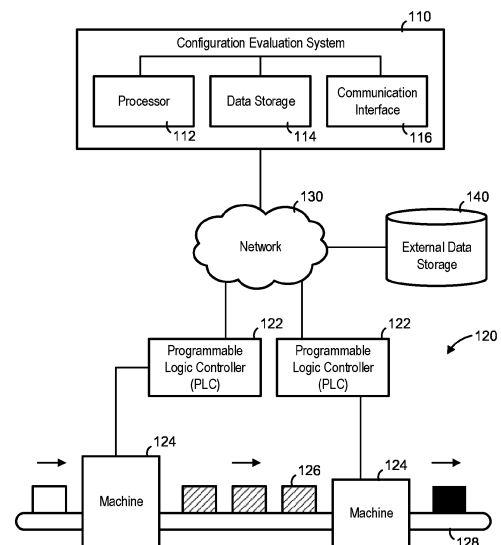 110
Configuration Evaluation System
Processor
112
Data Storage
114
Communication
Interface
116
130
Network
140
External Data
Storage
122
Programmable
Logic Controller
(PLC)
122
Programmable
Logic Controller
(PLC)
120
124
Machine
126
124
Machine
128